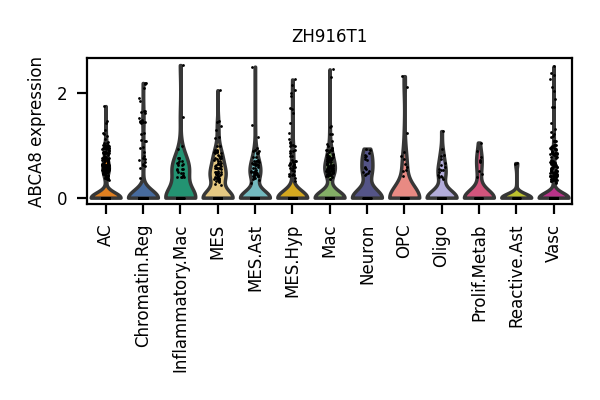 ZH916T1
ABCA8 expression
2
0
AC
Chromatin.Reg
Inflammatory.Mac
MES
MES.Ast
MES.Hyp
Mac
Neuron
OPC
Oligo
Prolif.Metab
Reactive.Ast
Vasc